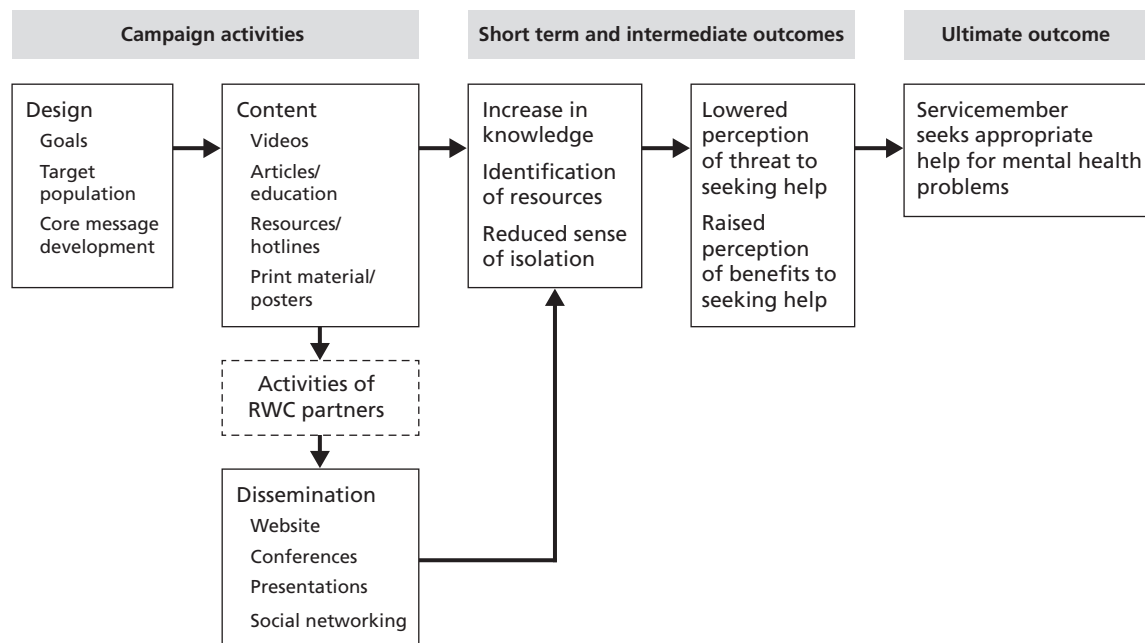 Campaign activities
Short term and intermediate outcomes
Ultimate outcome
Design
Goals
Target
population
Core message
development
Content
Videos
Articles/
education
Resources/
hotlines
Print material/
posters
Increase in
knowledge
Identification
of resources
Reduced sense
of isolation
Lowered
perception
of threat to
seeking help
Raised
perception
of benefits to
seeking help
Servicemember
seeks appropriate
help for mental health
problems
Activities of
RWC partners
Dissemination
Website
Conferences
Presentations
Social networking